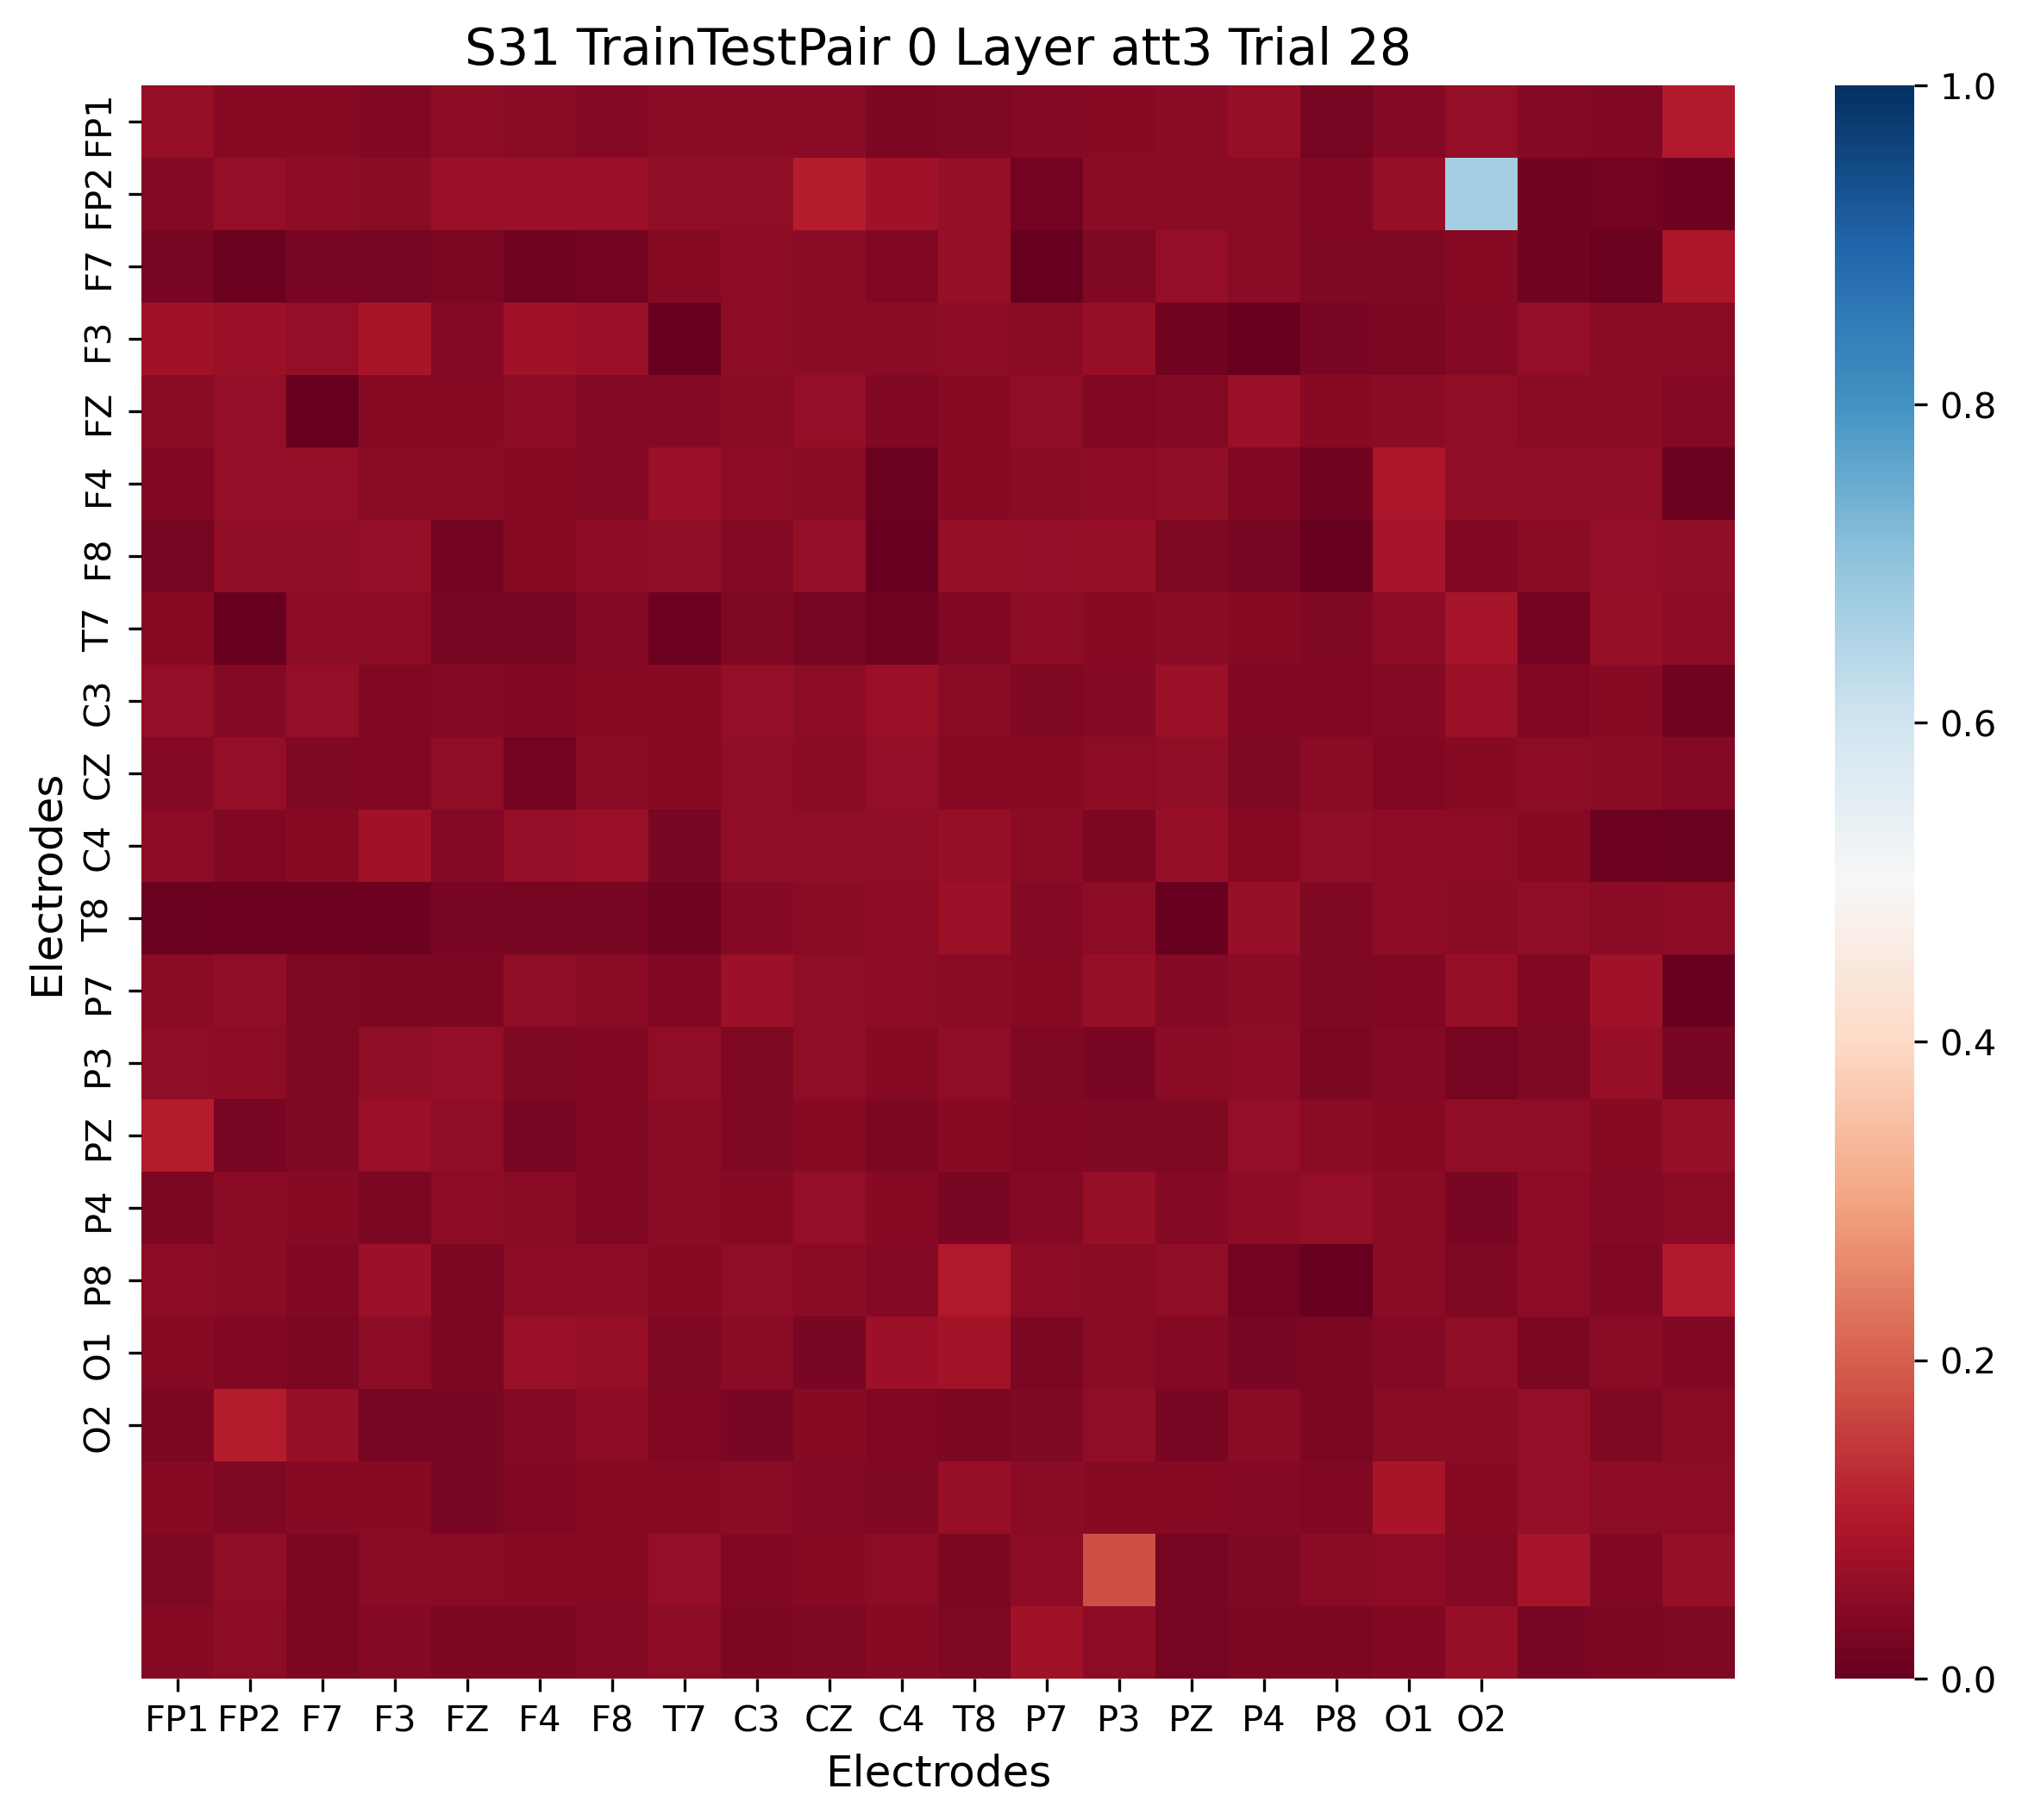 S31 TrainTestPair 0 Layer att3 Trial 28
Electrodes
FP1
FP2
F7
F3
FZ
F4
F8
T7
C3
CZ
C4
T8
P7
P3
PZ
P4
P8
O1
O2
FP1 FP2 F7 F3 FZ F4 F8 T7 C3 CZ C4 T8 P7 P3 PZ P4 P8 O1 O2
Electrodes
1.0
0.8
0.6
0.4
0.2
0.0